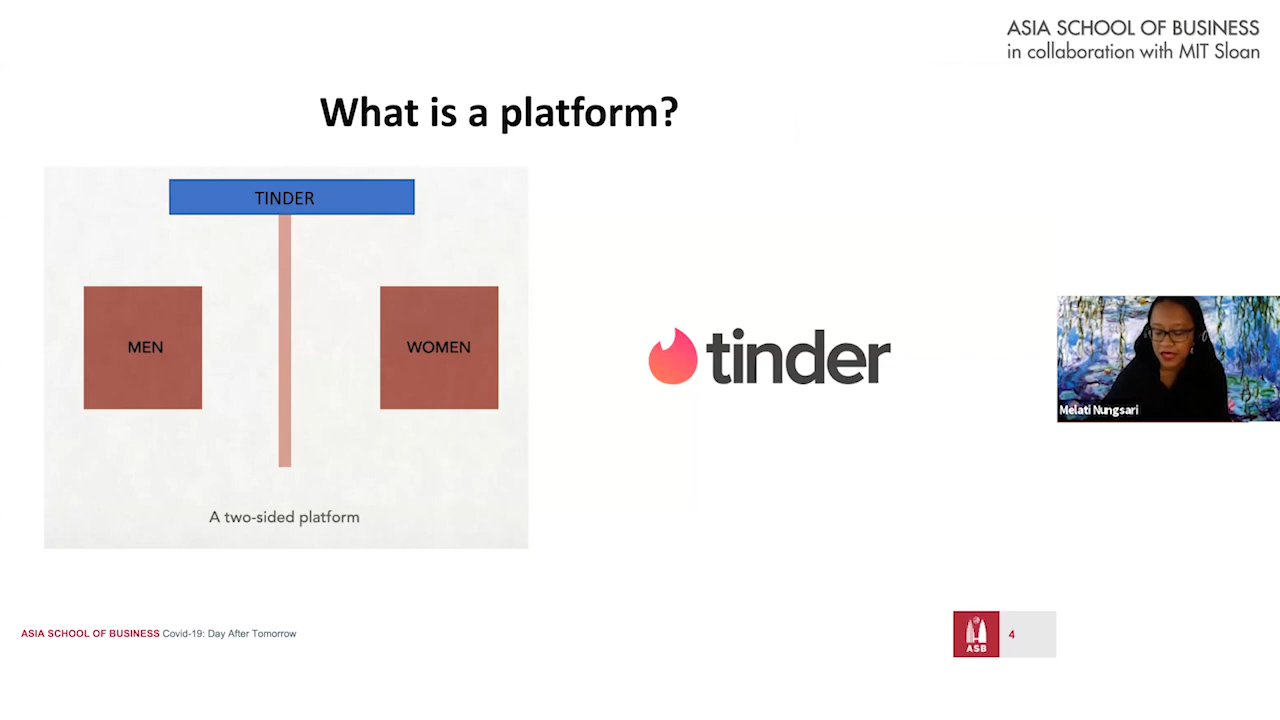 ASIA SCHOOL OF BUSINESS
in collaboration with MIT Sloan
What is a platform?
TINDER
MEN
WOMEN
A two-sided platform
tinder
Melati Nungsari
ASIA SCHOOL OF BUSINESS Covid-19: Day After Tomorrow
ASB
4